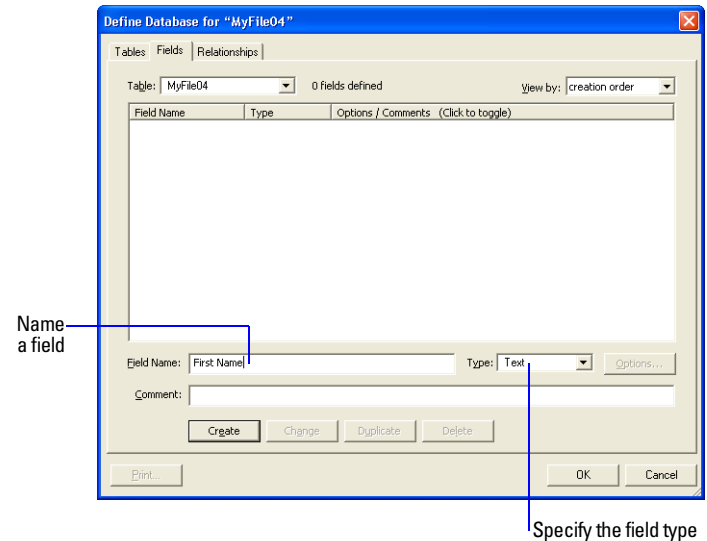 Define Database for “MyFile04”
Tables Fields Relationships
Table: MyFile04 0 fields defined View by: creation order
Field Name Type Options / Comments (Click to toggle)
Name
a field
Field Name: First Name Type: Text Options...
Comment:
Create Change Duplicate Delete
Print... OK Cancel
Specify the field type